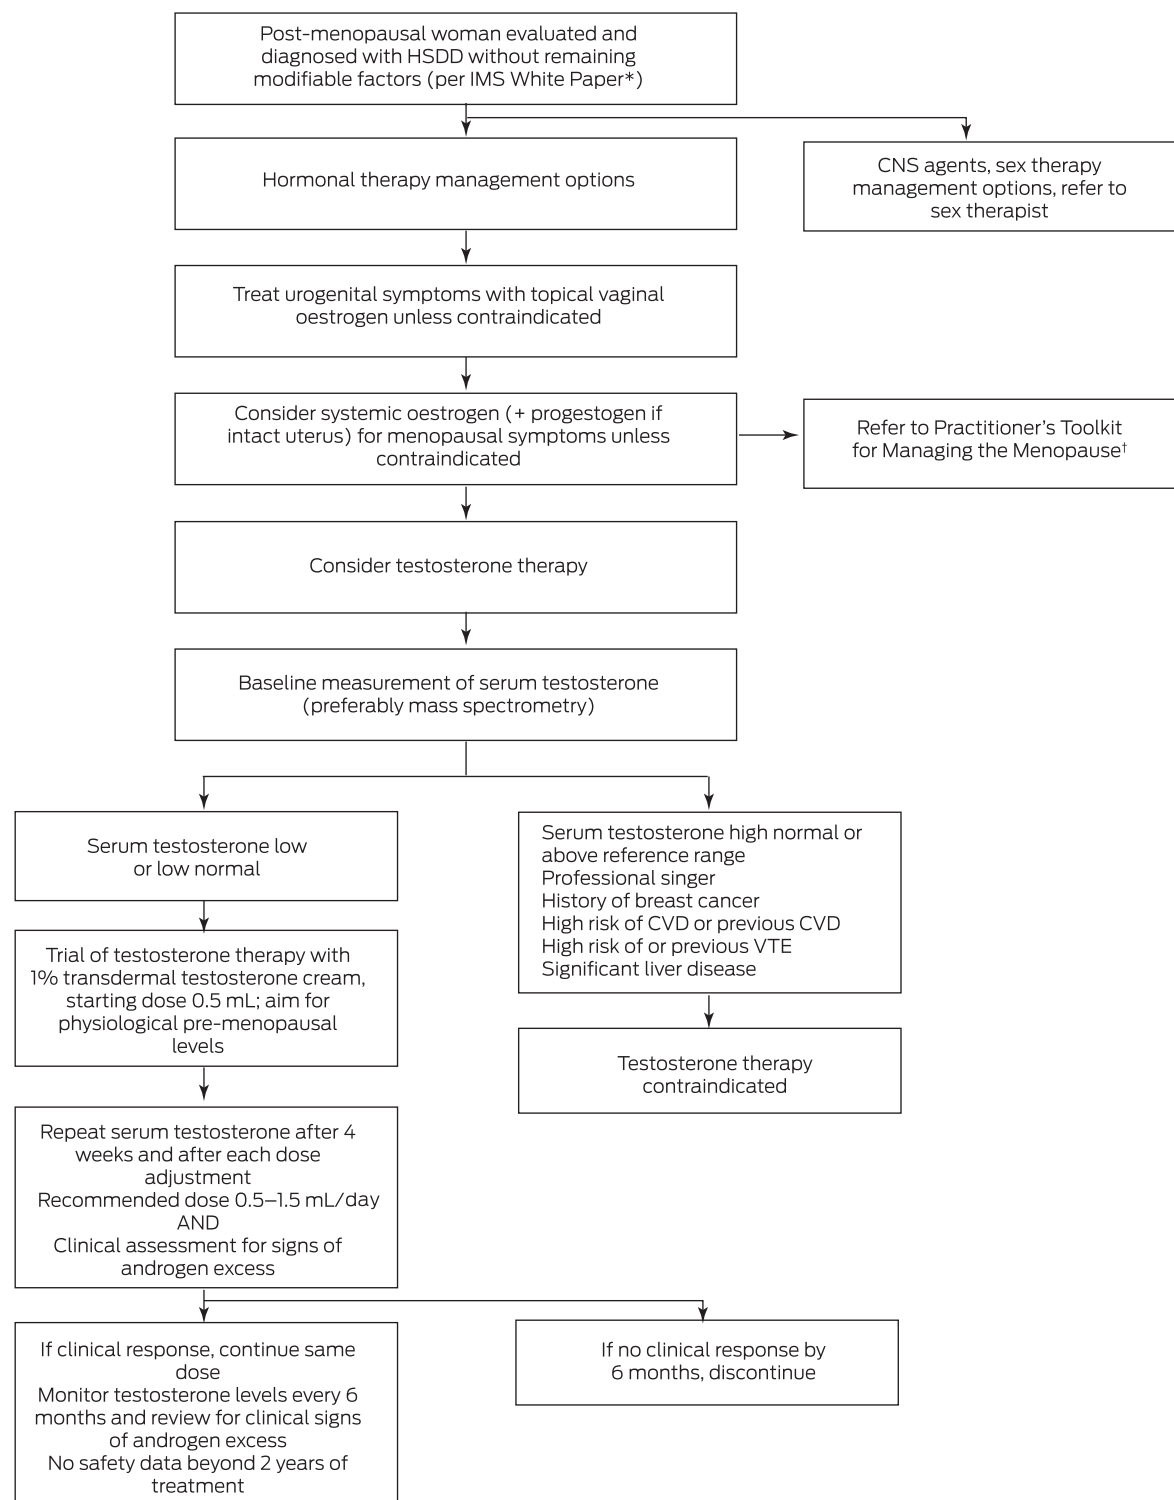 Post-menopausal woman evaluated and
diagnosed with HSDD without remaining
modifiable factors (per IMS White Paper*)
Hormonal therapy management options
CNS agents, sex therapy
management options, refer to
sex therapist
Treat urogenital symptoms with topical vaginal
oestrogen unless contraindicated
Consider systemic oestrogen (+ progestogen if
intact uterus) for menopausal symptoms unless
contraindicated
Refer to Practitioner’s Toolkit
for Managing the Menopause†
Consider testosterone therapy
Baseline measurement of serum testosterone
(preferably mass spectrometry)
Serum testosterone low
or low normal
Serum testosterone high normal or
above reference range
Professional singer
History of breast cancer
High risk of CVD or previous CVD
High risk of or previous VTE
Significant liver disease
Trial of testosterone therapy with
1% transdermal testosterone cream,
starting dose 0.5 mL; aim for
physiological pre-menopausal
levels
Testosterone therapy
contraindicated
Repeat serum testosterone after 4
weeks and after each dose
adjustment
Recommended dose 0.5–1.5 mL/day
AND
Clinical assessment for signs of
androgen excess
If clinical response, continue same
dose
Monitor testosterone levels every 6
months and review for clinical signs
of androgen excess
No safety data beyond 2 years of
treatment
If no clinical response by
6 months, discontinue